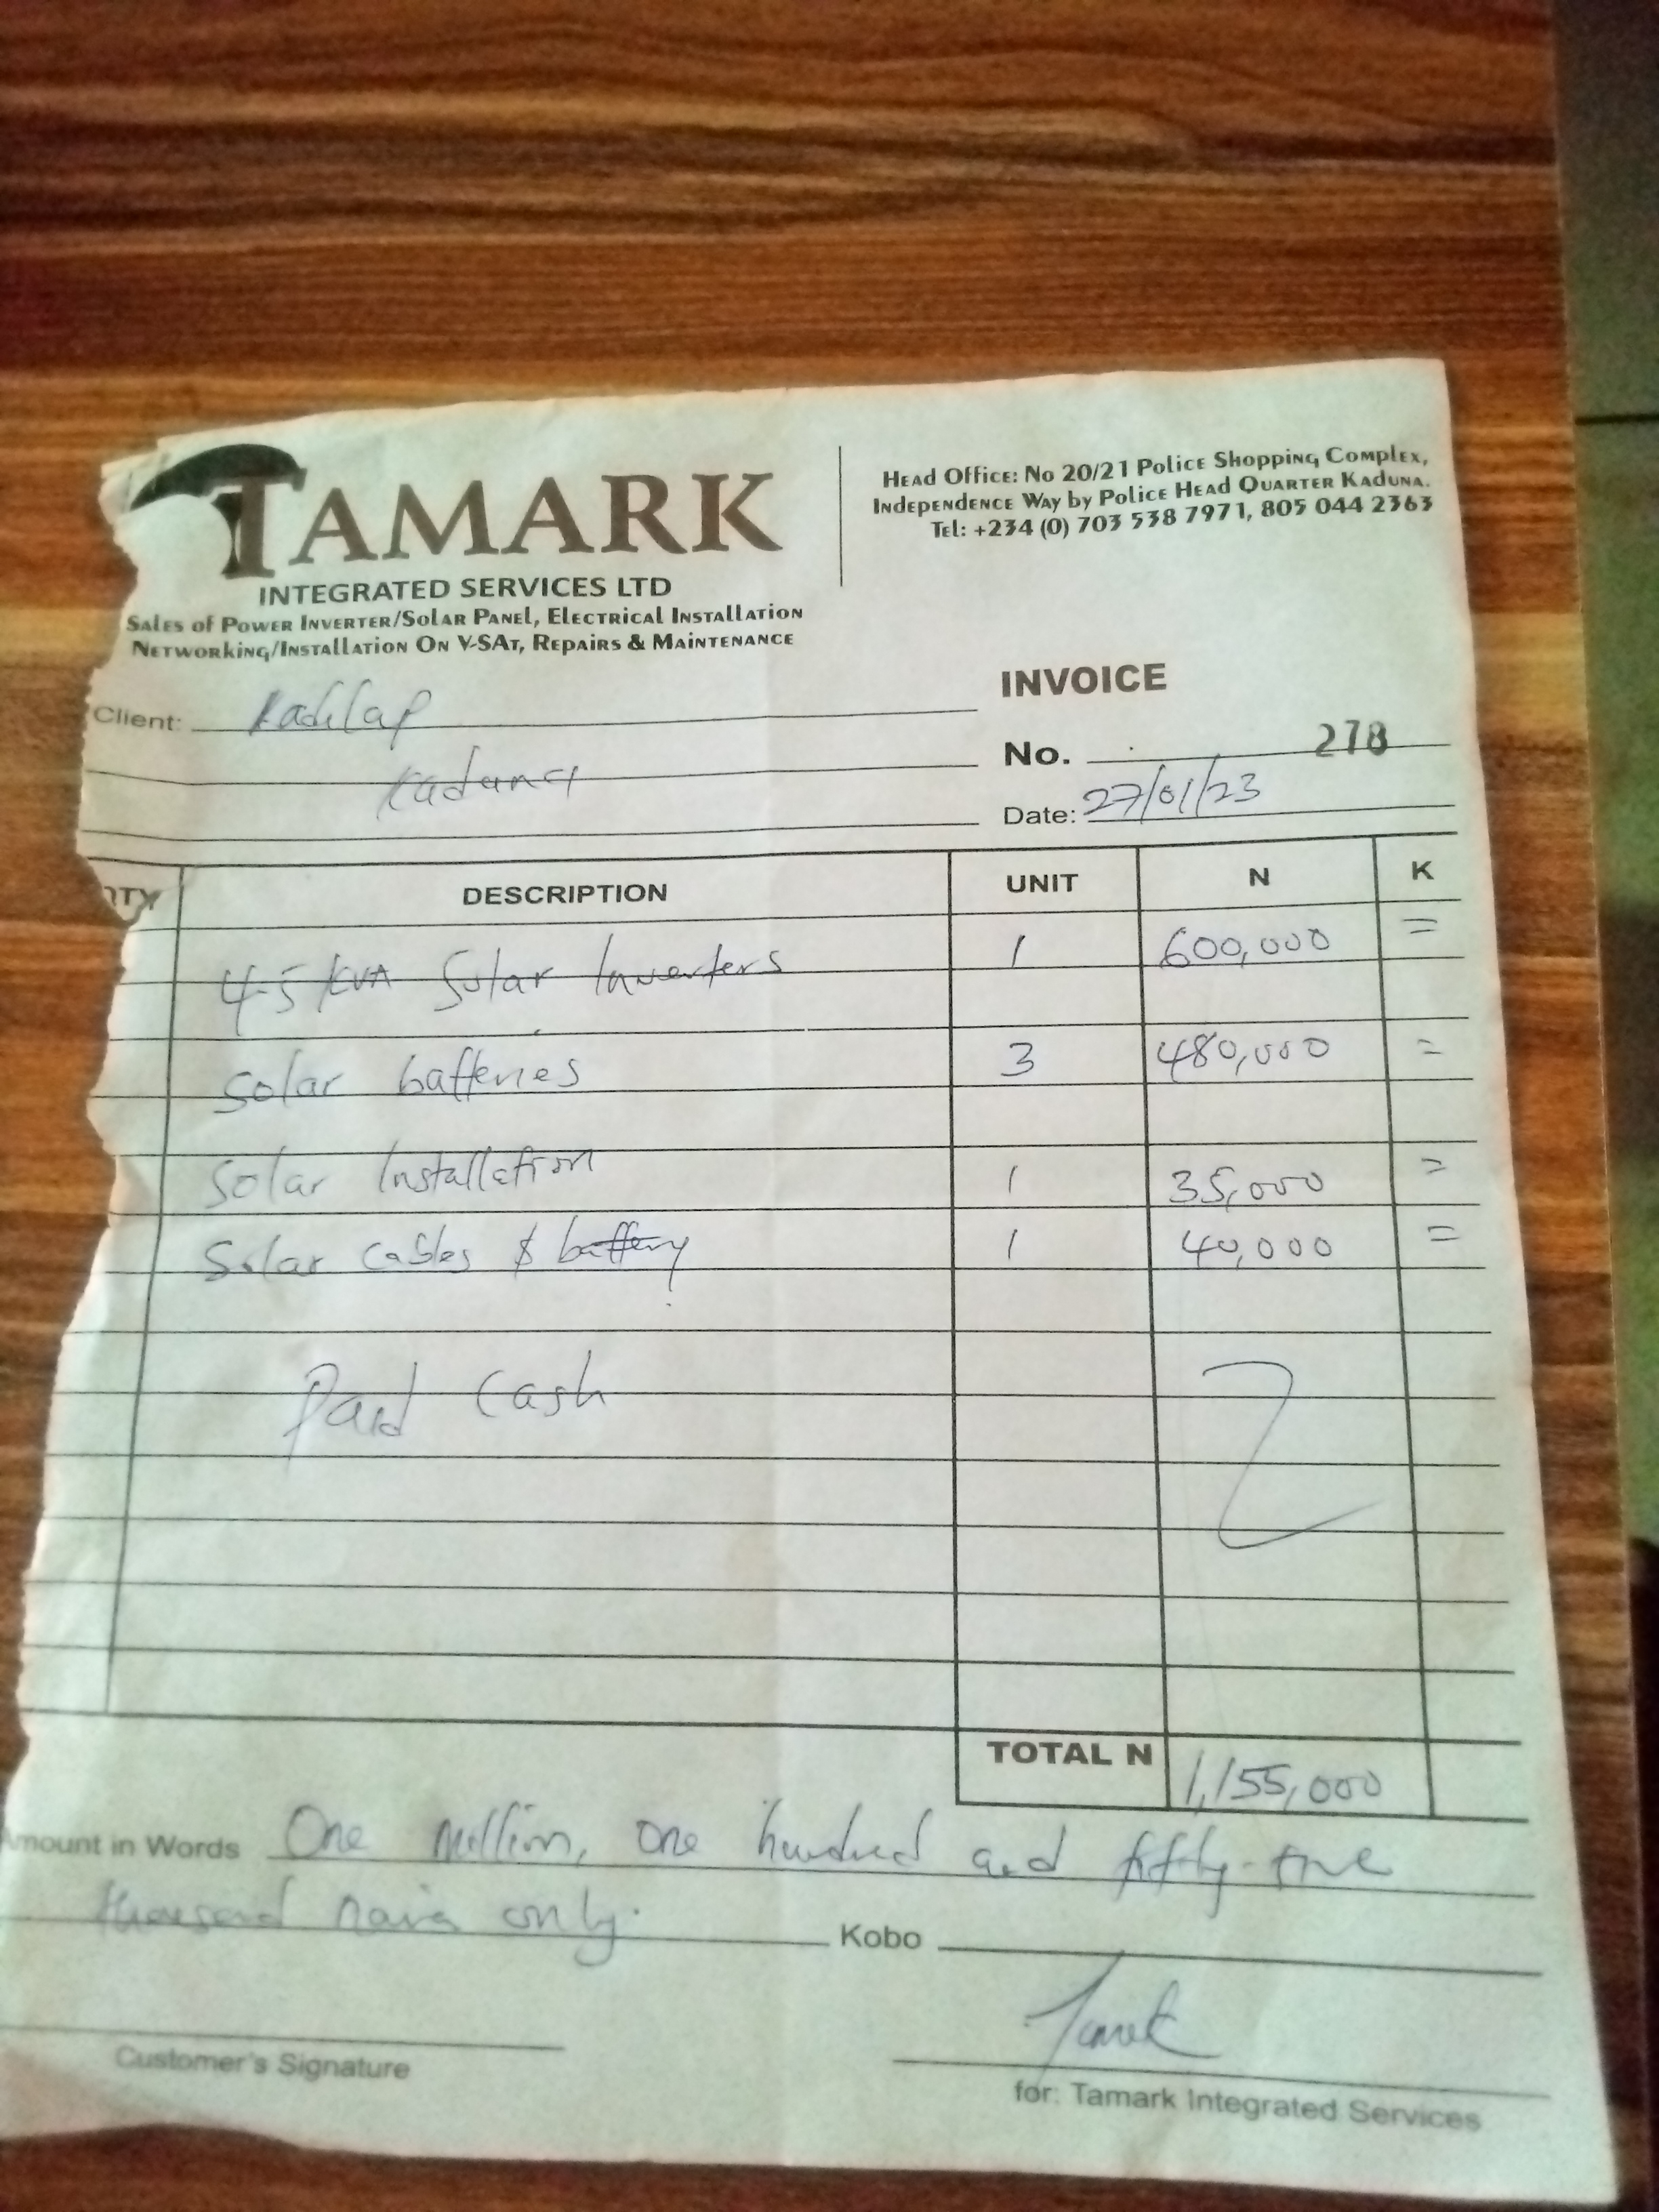 TAMARK
INTEGRATED SERVICES LTD
SALES OF POWER INVERTER/SOLAR PANEL, ELECTRICAL INSTALLATION
NETWORKING/INSTALLATION ON V-SAT, REPAIRS & MAINTENANCE
HEAD OFFICE: No 20/21 POLICE SHOPPING COMPLEX,
INDEPENDENCE WAY by POLICE HEAD QUARTER KADUNA.
TEL: +234 (0) 703 538 7971, 805 044 2363
INVOICE
Client: Kadilap
Kaduna
No. 278
Date: 27/01/23
QTY DESCRIPTION UNIT N K
4-5 KVA Solar Inverters 1 600,000 =
Solar batteries 3 480,000 =
Solar Installation 1 35,000 =
Solar Cables & battery 1 40,000 =
Paid Cash
TOTAL N 1,155,000
Amount in Words One Million, One hundred and fifty-five
thousand naira only. Kobo
Customer's Signature
Tamark
for: Tamark Integrated Services